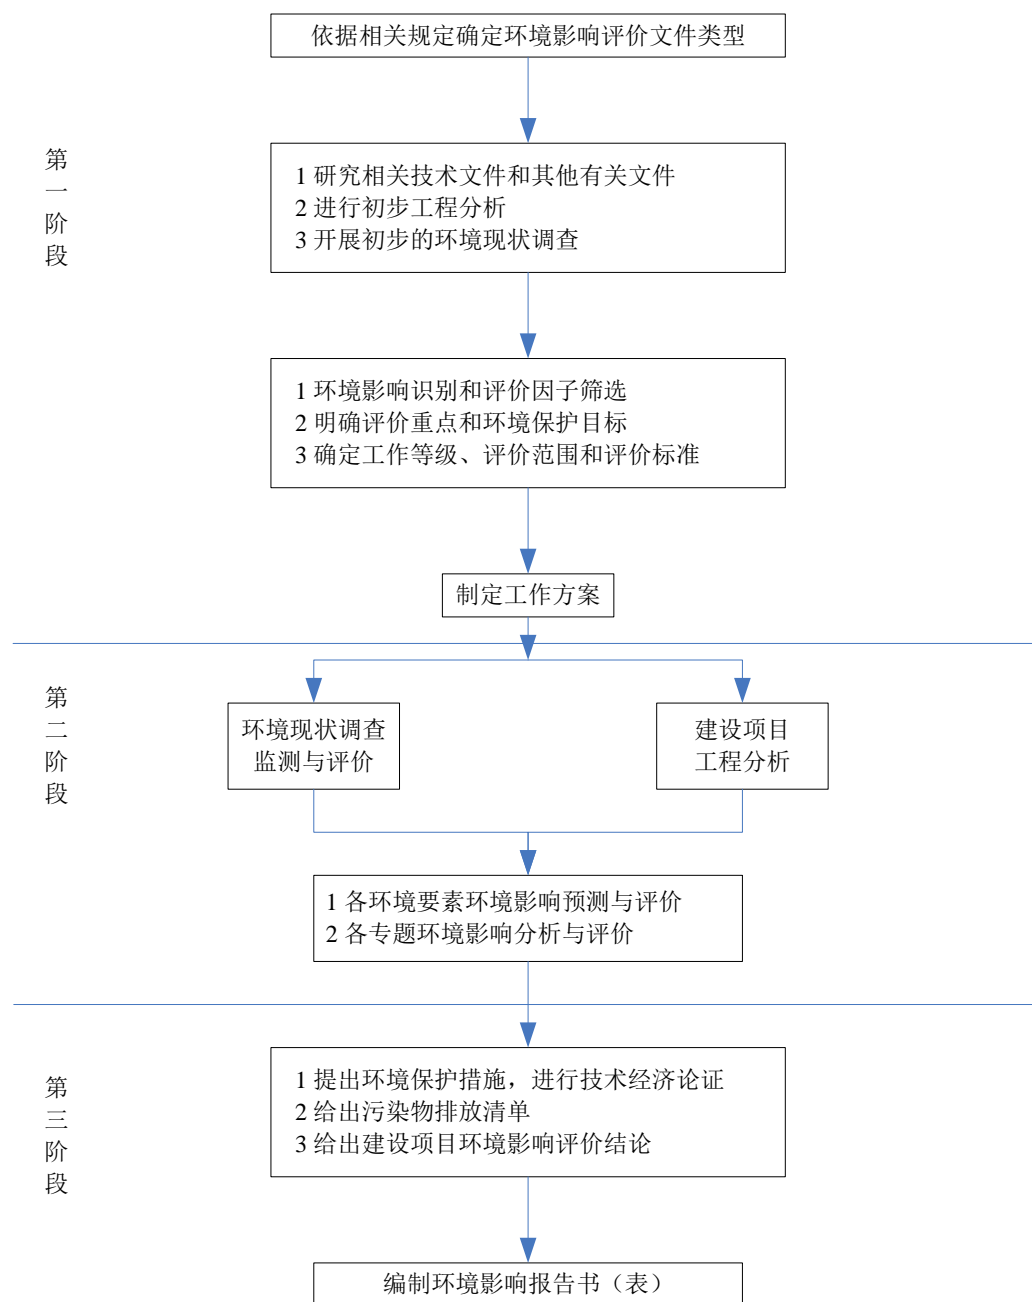 依据相关规定确定环境影响评价文件类型
第
一
阶
段
1 研究相关技术文件和其他有关文件
2 进行初步工程分析
3 开展初步的环境现状调查
1 环境影响识别和评价因子筛选
2 明确评价重点和环境保护目标
3 确定工作等级、评价范围和评价标准
制定工作方案
第
二
阶
段
环境现状调查
监测与评价
建设项目
工程分析
1 各环境要素环境影响预测与评价
2 各专题环境影响分析与评价
第
三
阶
段
1 提出环境保护措施，进行技术经济论证
2 给出污染物排放清单
3 给出建设项目环境影响评价结论
编制环境影响报告书（表）